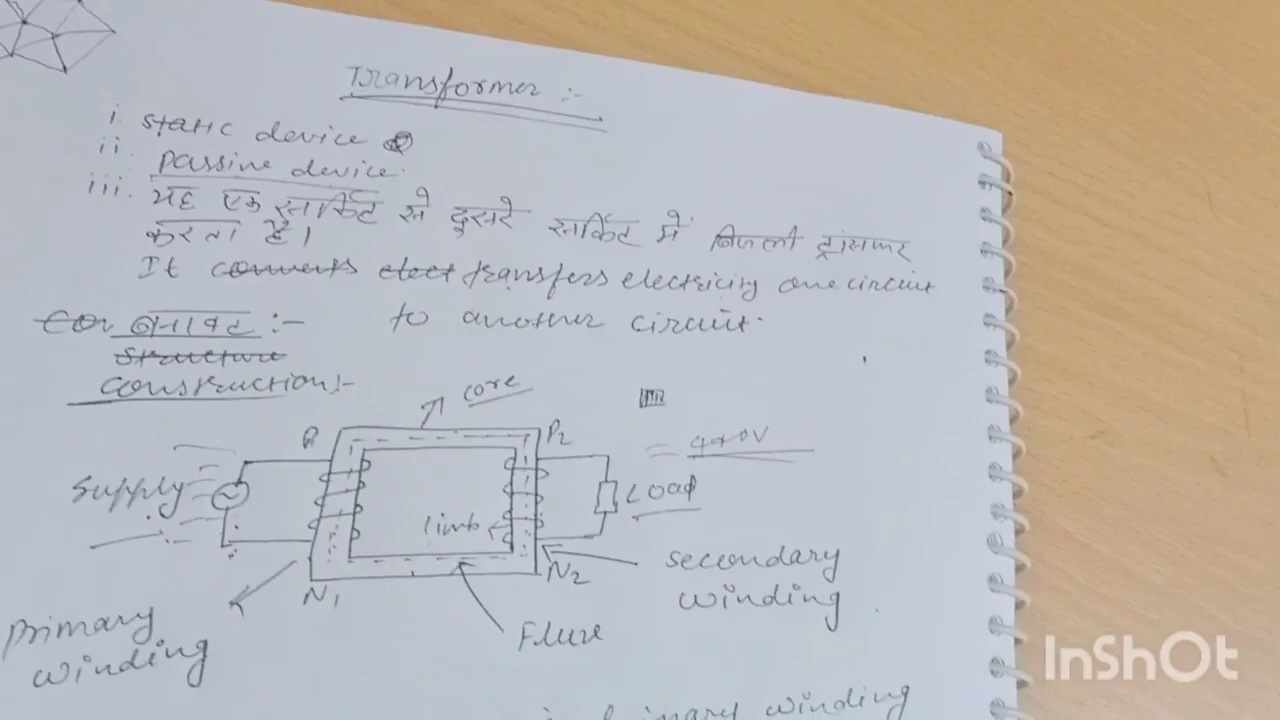 Transformer :-
i. static device
ii. passive device.
iii. यह एक सर्किट से दुसरे सर्किट में बिजली ट्रांसफर
करता है।
It converts elect transfers electricity one circuit
to another circuit.
Con बनावट :-
Structure
construction:-
core
P2
= 440V
Supply
Load
limb
N1
N2
secondary
winding
Primary
winding
Flux
primary winding
InShOt